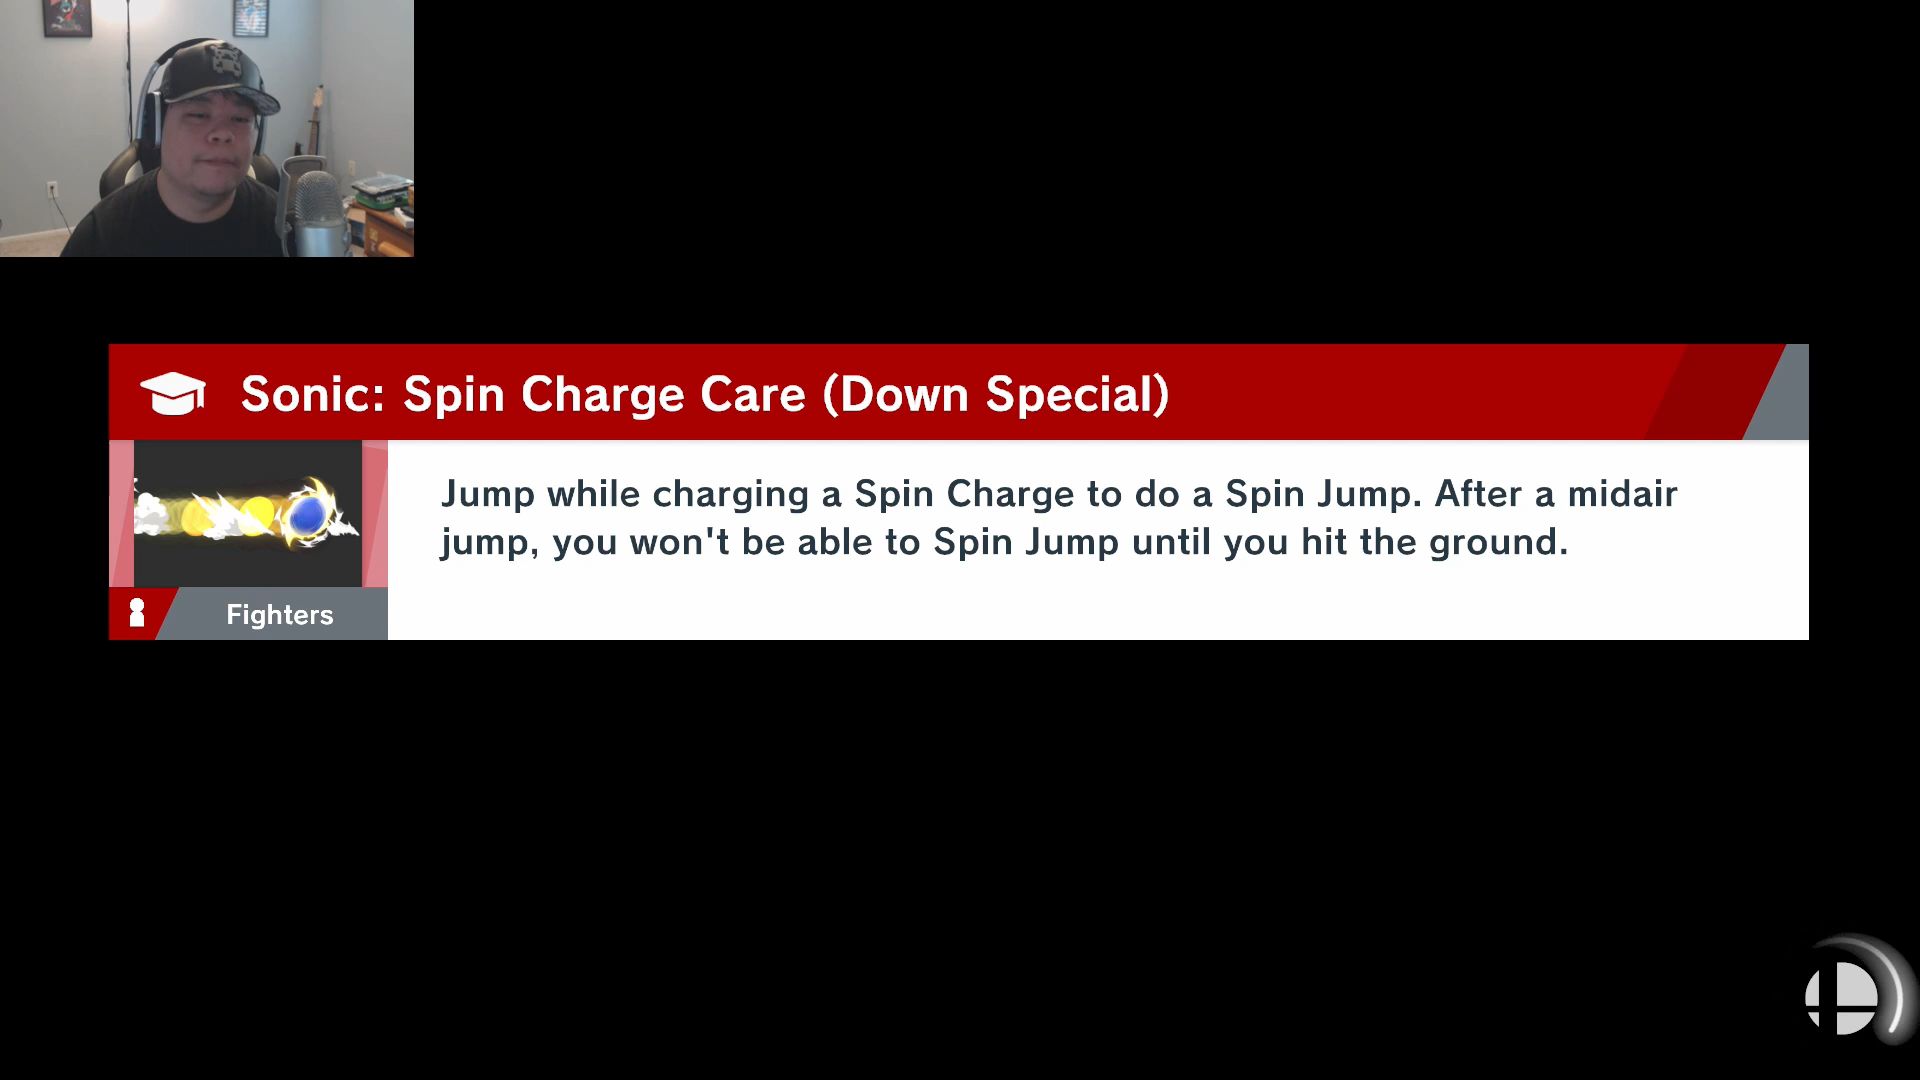 Sonic: Spin Charge Care (Down Special)
Jump while charging a Spin Charge to do a Spin Jump. After a midair
jump, you won't be able to Spin Jump until you hit the ground.
Fighters